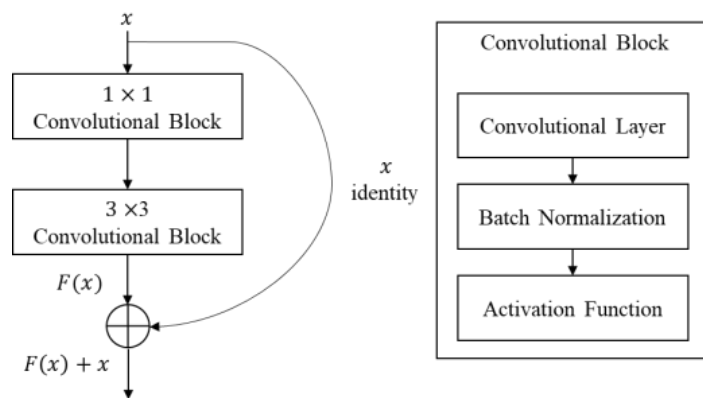 x
1 × 1
Convolutional Block
3 ×3
Convolutional Block
F(x)
F(x) + x
x
identity
Convolutional Block
Convolutional Layer
Batch Normalization
Activation Function